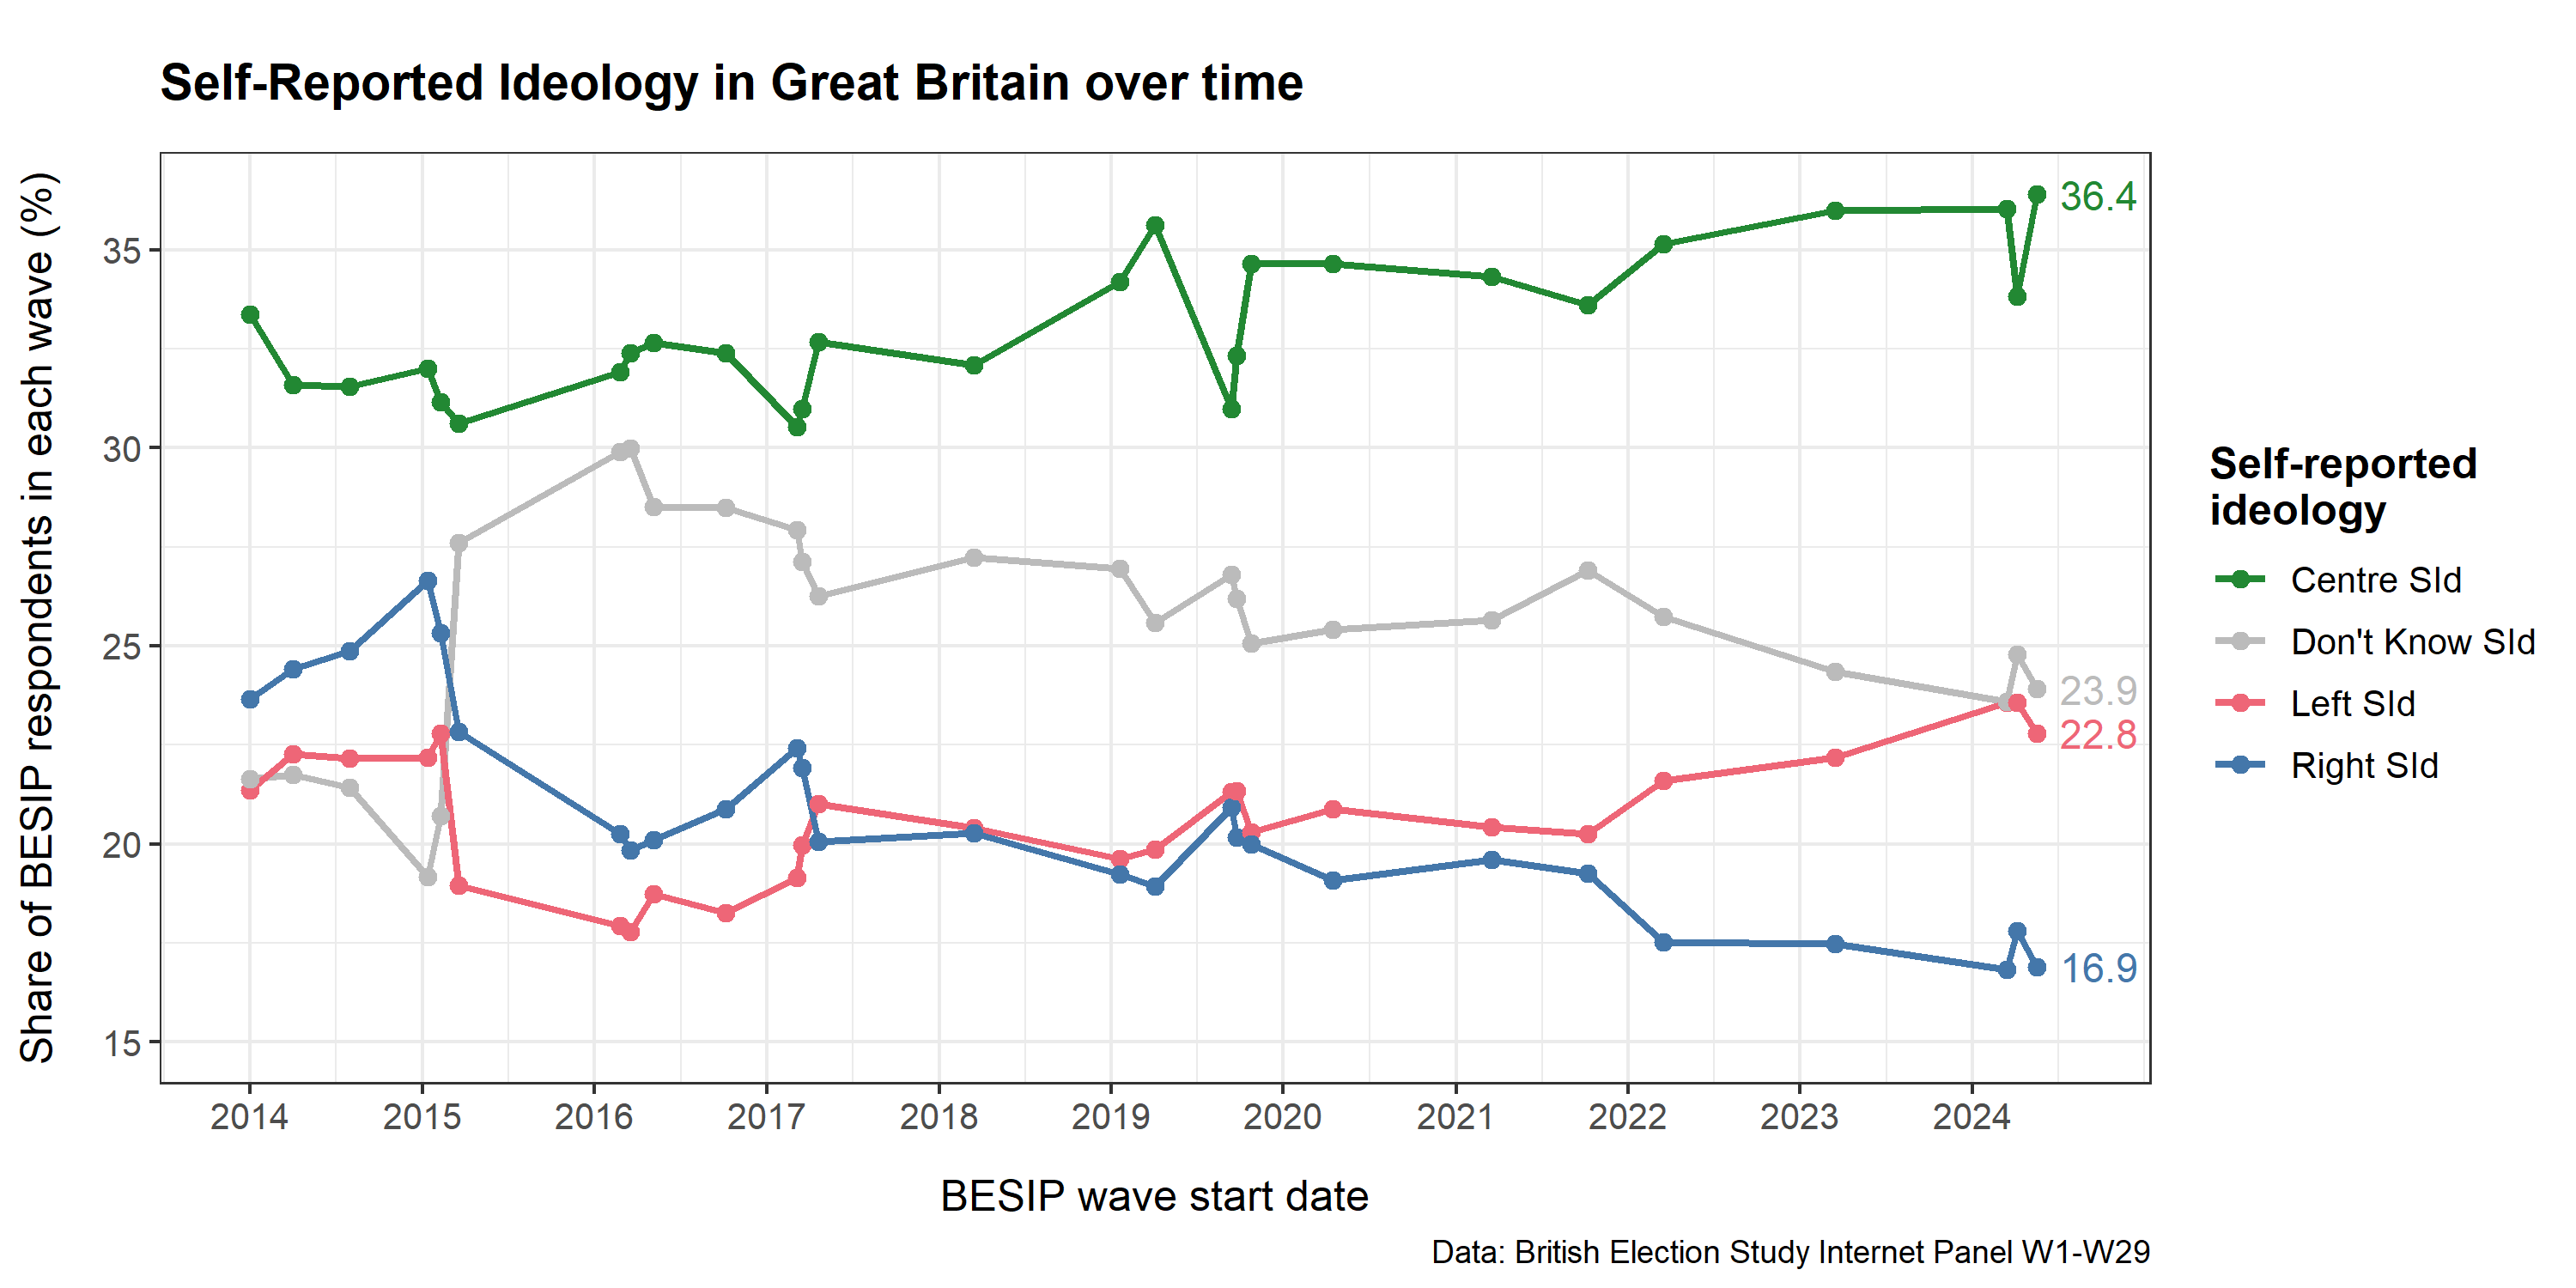 Self-Reported Ideology in Great Britain over time
Share of BESIP respondents in each wave (%)
35
30
25
20
15
36.4
23.9
22.8
16.9
2014 2015 2016 2017 2018 2019 2020 2021 2022 2023 2024
BESIP wave start date
Self-reported
ideology
Centre SId
Don't Know SId
Left SId
Right SId
Data: British Election Study Internet Panel W1-W29